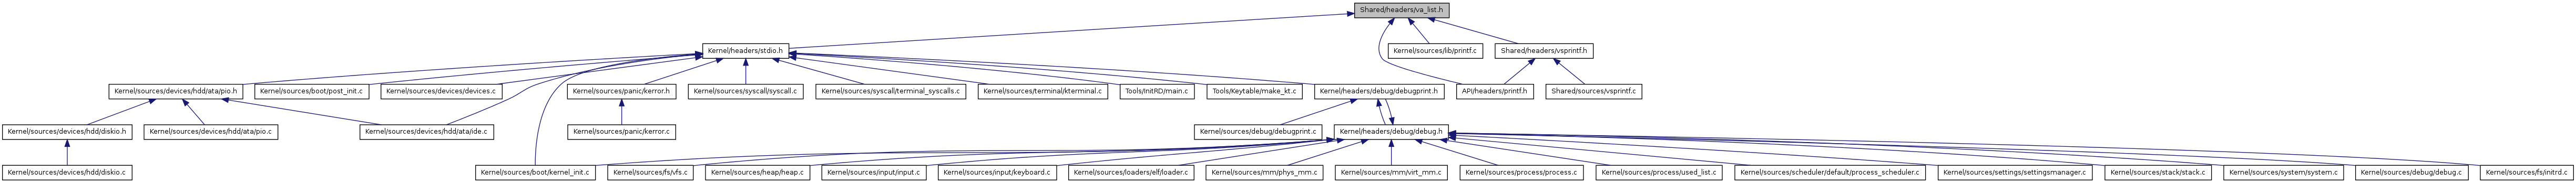 Shared/headers/va_list.h
Kernel/headers/stdio.h
Kernel/sources/lib/printf.c
Shared/headers/vsprintf.h
Kernel/sources/devices/hdd/ata/pio.h
Kernel/sources/boot/post_init.c
Kernel/sources/devices/devices.c
Kernel/sources/panic/kerror.h
Kernel/sources/syscall/syscall.c
Kernel/sources/syscall/terminal_syscalls.c
Kernel/sources/terminal/kterminal.c
Tools/InitRD/main.c
Tools/Keytable/make_kt.c
Kernel/headers/debug/debugprint.h
API/headers/printf.h
Shared/sources/vsprintf.c
Kernel/sources/devices/hdd/diskio.h
Kernel/sources/devices/hdd/ata/pio.c
Kernel/sources/devices/hdd/ata/ide.c
Kernel/sources/panic/kerror.c
Kernel/sources/debug/debugprint.c
Kernel/headers/debug/debug.h
Kernel/sources/devices/hdd/diskio.c
Kernel/sources/boot/kernel_init.c
Kernel/sources/fs/vfs.c
Kernel/sources/heap/heap.c
Kernel/sources/input/input.c
Kernel/sources/input/keyboard.c
Kernel/sources/loaders/elf/loader.c
Kernel/sources/mm/phys_mm.c
Kernel/sources/mm/virt_mm.c
Kernel/sources/process/process.c
Kernel/sources/process/used_list.c
Kernel/sources/scheduler/default/process_scheduler.c
Kernel/sources/settings/settingsmanager.c
Kernel/sources/stack/stack.c
Kernel/sources/system/system.c
Kernel/sources/debug/debug.c
Kernel/sources/fs/initrd.c